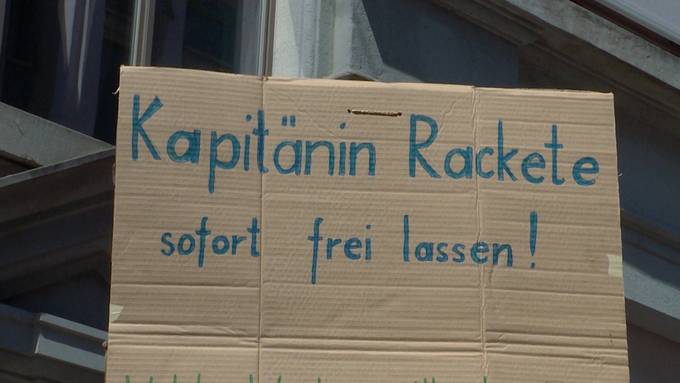 Kapitänin Rackete
sofort frei lassen!